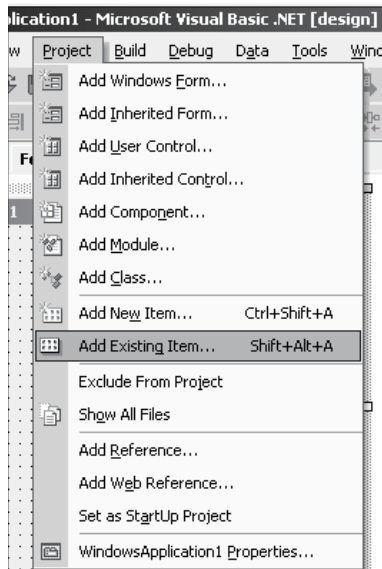 plication1 - Microsoft Visual Basic .NET [design]
w Project Build Debug Data Tools Wind
Add Windows Form...
Add Inherited Form...
Add User Control...
Add Inherited Control...
Add Component...
Add Module...
Add Class...
Add New Item... Ctrl+Shift+A
Add Existing Item... Shift+Alt+A
Exclude From Project
Show All Files
Add Reference...
Add Web Reference...
Set as StartUp Project
WindowsApplication1 Properties...